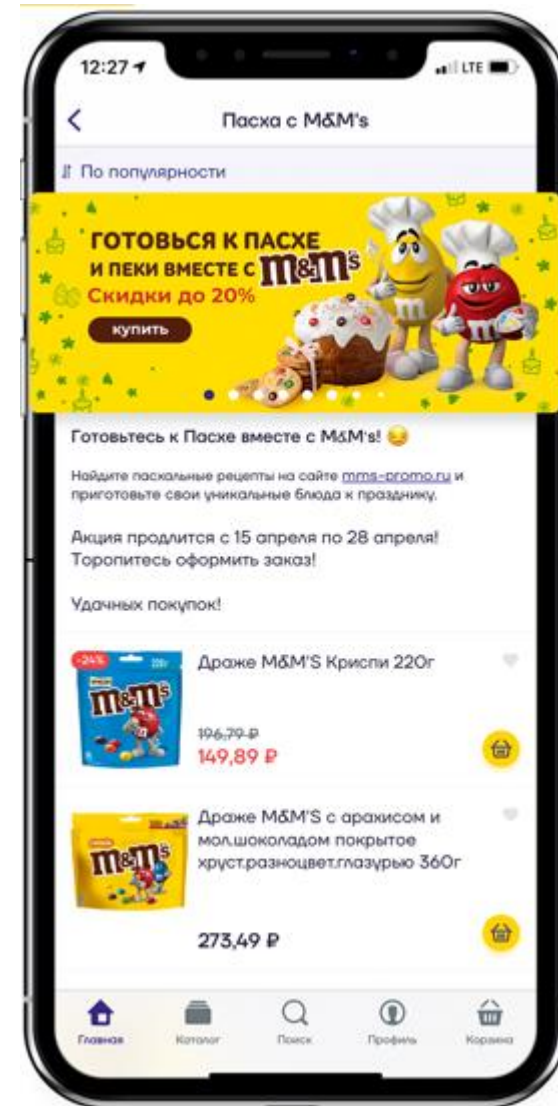 12:27
LTE
Пасха с M&M's
По популярности
ГОТОВЬСЯ К ПАСХЕ
И ПЕКИ ВМЕСТЕ С m&m's
Скидки до 20%
купить
Готовьтесь к Пасхе вместе с M&M's!
Найдите пасхальные рецепты на сайте mms-promo.ru и
приготовьте свои уникальные блюда к празднику.
Акция продлится с 15 апреля по 28 апреля!
Торопитесь оформить заказ!
Удачных покупок!
-24%
220г
m&m's
Драже M&M'S Криспи 220г
196,79 ₽
149,89 ₽
m&m's
Драже M&M'S с арахисом и
мол.шоколадом покрытое
хруст.разноцвет.глазурью 360г
273,49 ₽
Главная
Каталог
Поиск
Профиль
Корзина